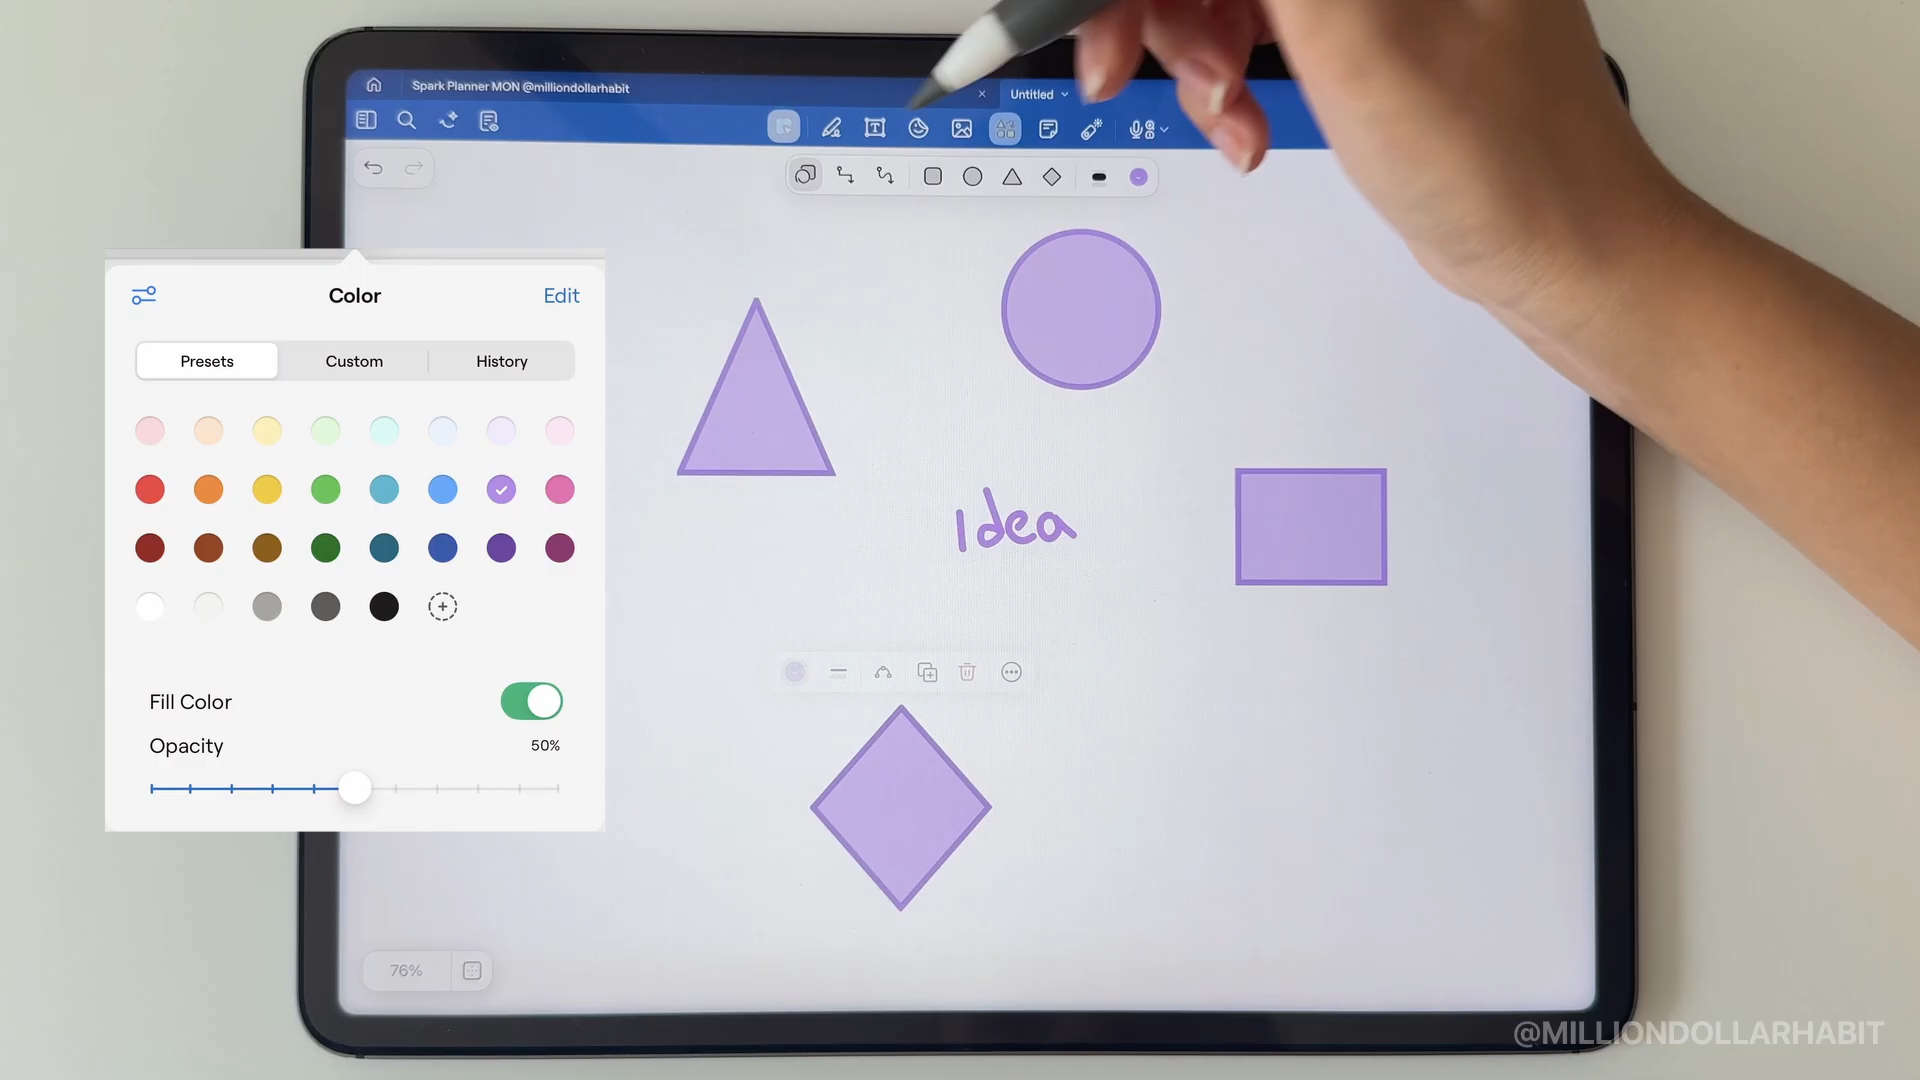 Spark Planner MON @milliondollarhabit
Untitled
Color
Edit
Presets
Custom
History
Fill Color
Opacity
50%
Idea
76%
@MILLIONDOLLARHABIT